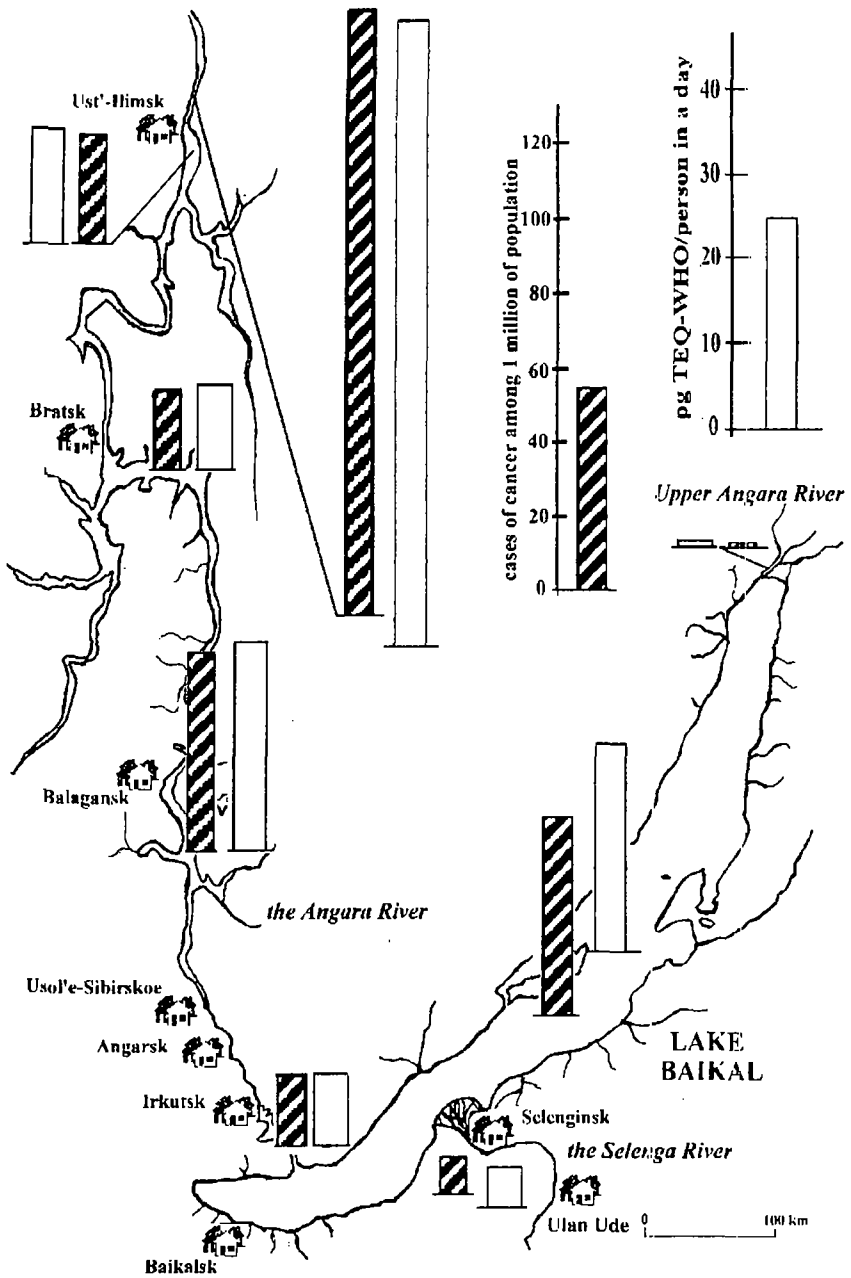 Ust'-Ilimsk
Bratsk
Balagansk
the Angara River
Usol'e-Sibirskoe
Angarsk
Irkutsk
Baikalsk
cases of cancer among 1 million of population
120
100
80
60
40
20
0
pg TEQ-WHO/person in a day
40
30
20
10
0
Upper Angara River
LAKE
BAIKAL
Selenginsk
the Selenga River
Ulan Ude
0 100 km